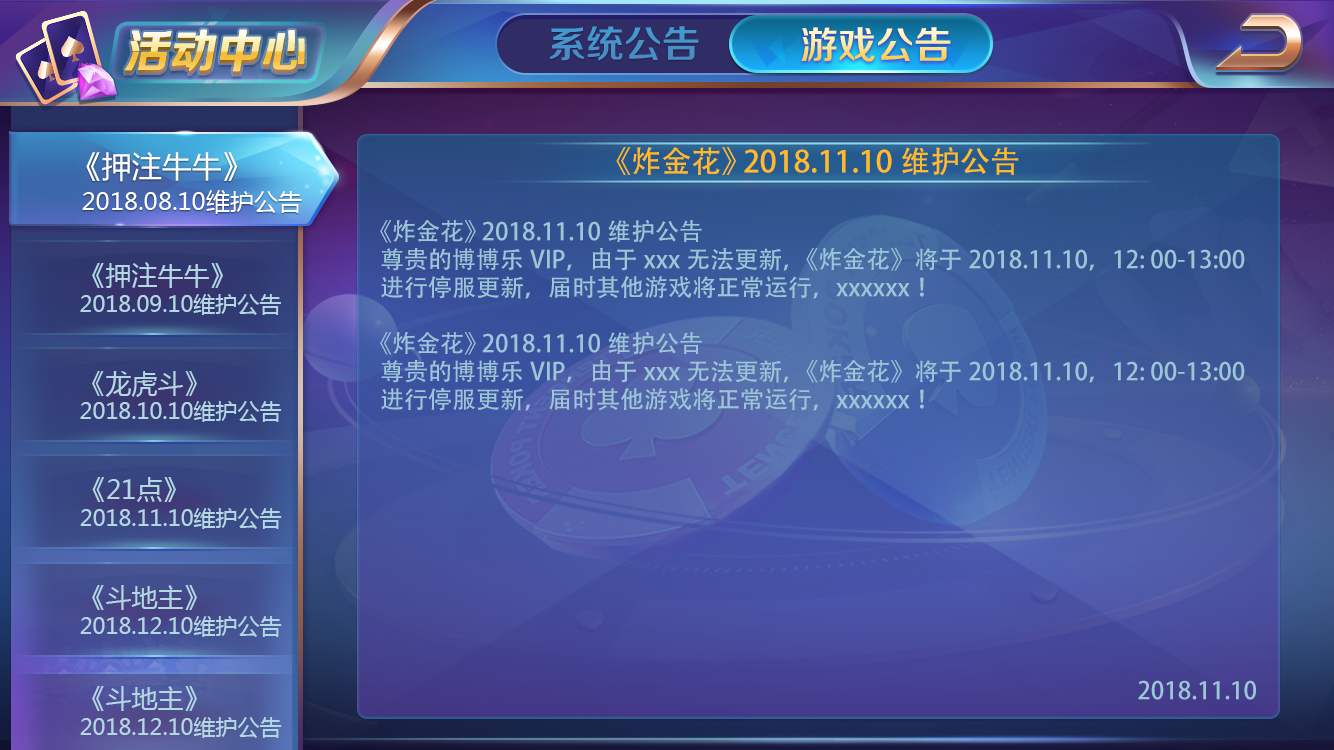 活动中心
系统公告
游戏公告
《押注牛牛》
2018.08.10维护公告
《押注牛牛》
2018.09.10维护公告
《龙虎斗》
2018.10.10维护公告
《21点》
2018.11.10维护公告
《斗地主》
2018.12.10维护公告
《斗地主》
2018.12.10维护公告
《炸金花》2018.11.10 维护公告
《炸金花》2018.11.10 维护公告
尊贵的博博乐 VIP，由于 xxx 无法更新,《炸金花》将于 2018.11.10， 12: 00-13:00
进行停服更新， 届时其他游戏将正常运行， xxxxxx！
《炸金花》2018.11.10 维护公告
尊贵的博博乐 VIP，由于 xxx 无法更新,《炸金花》将于 2018.11.10， 12: 00-13:00
进行停服更新， 届时其他游戏将正常运行， xxxxxx！
2018.11.10